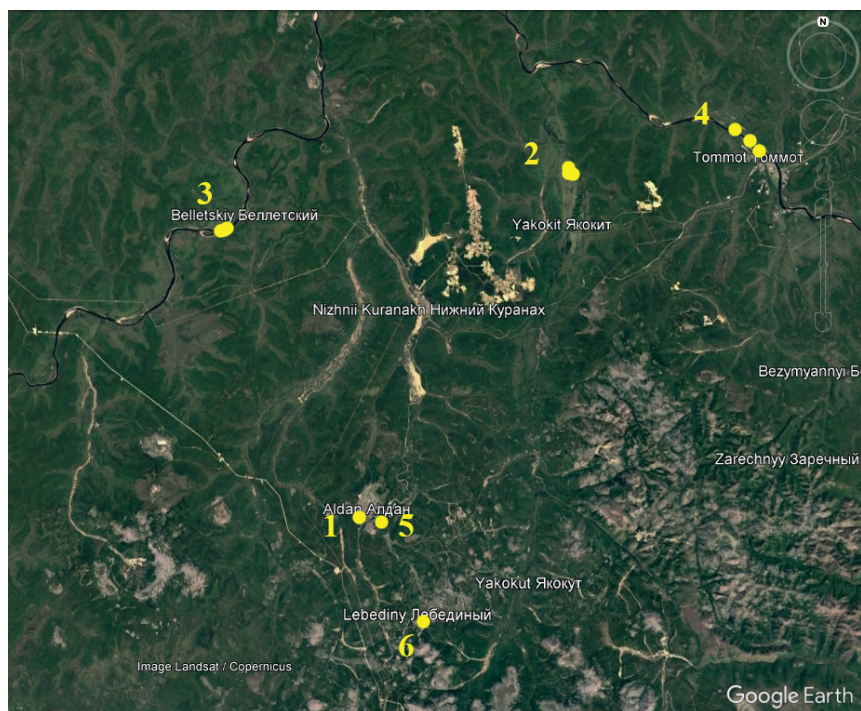 N
4
Tommot Томмот
2
3
Belletskiy Беллетский
Yakokit Якокит
Nizhnii Kuranakh Нижний Куранах
Bezymyannyi Б
Zarechnyy Заречный
Aldan Алдан
1
5
Yakokut Якокут
Lebediny Лебединый
6
Image Landsat / Copernicus
Google Earth